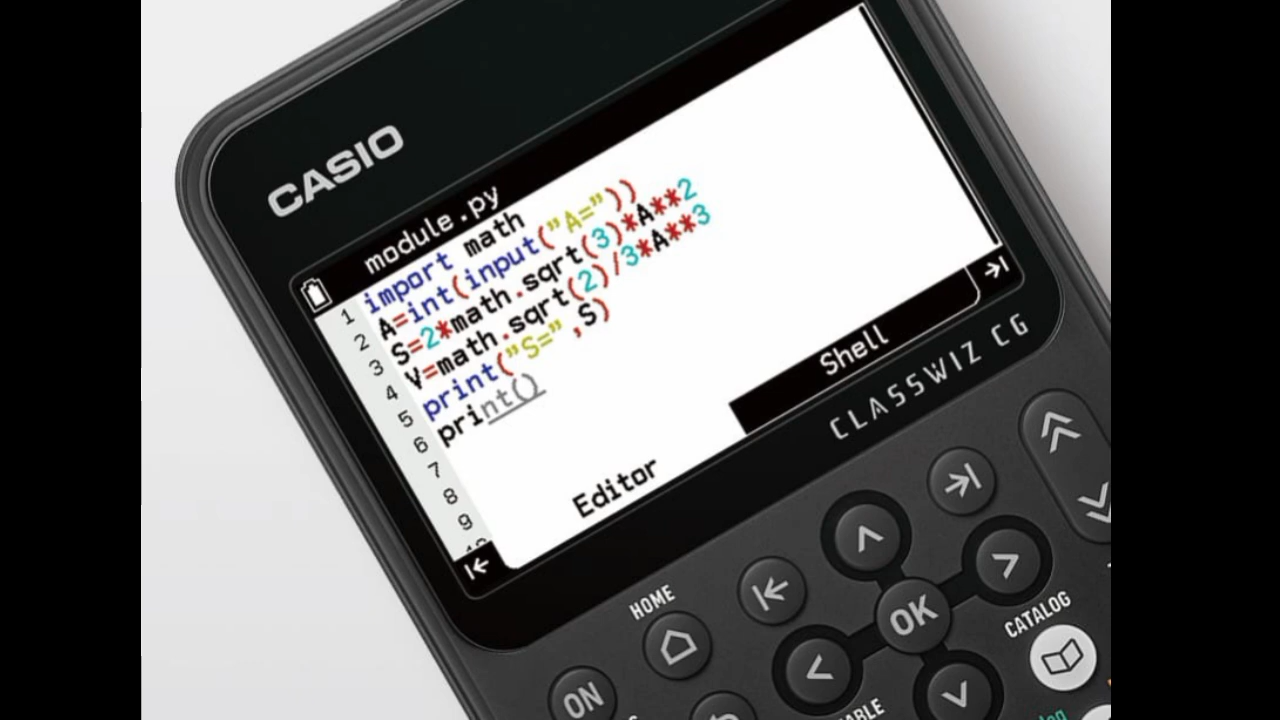 CASIO
module.py
1 import math
2 A=int(input("A="))
3 S=2*math.sqrt(3)*A**2
4 V=math.sqrt(2)/3*A**3
5 print("S=",S)
6 print()
7
8
9
Editor
Shell
CLASSWIZ CG
HOME
OK
ON
CATALOG